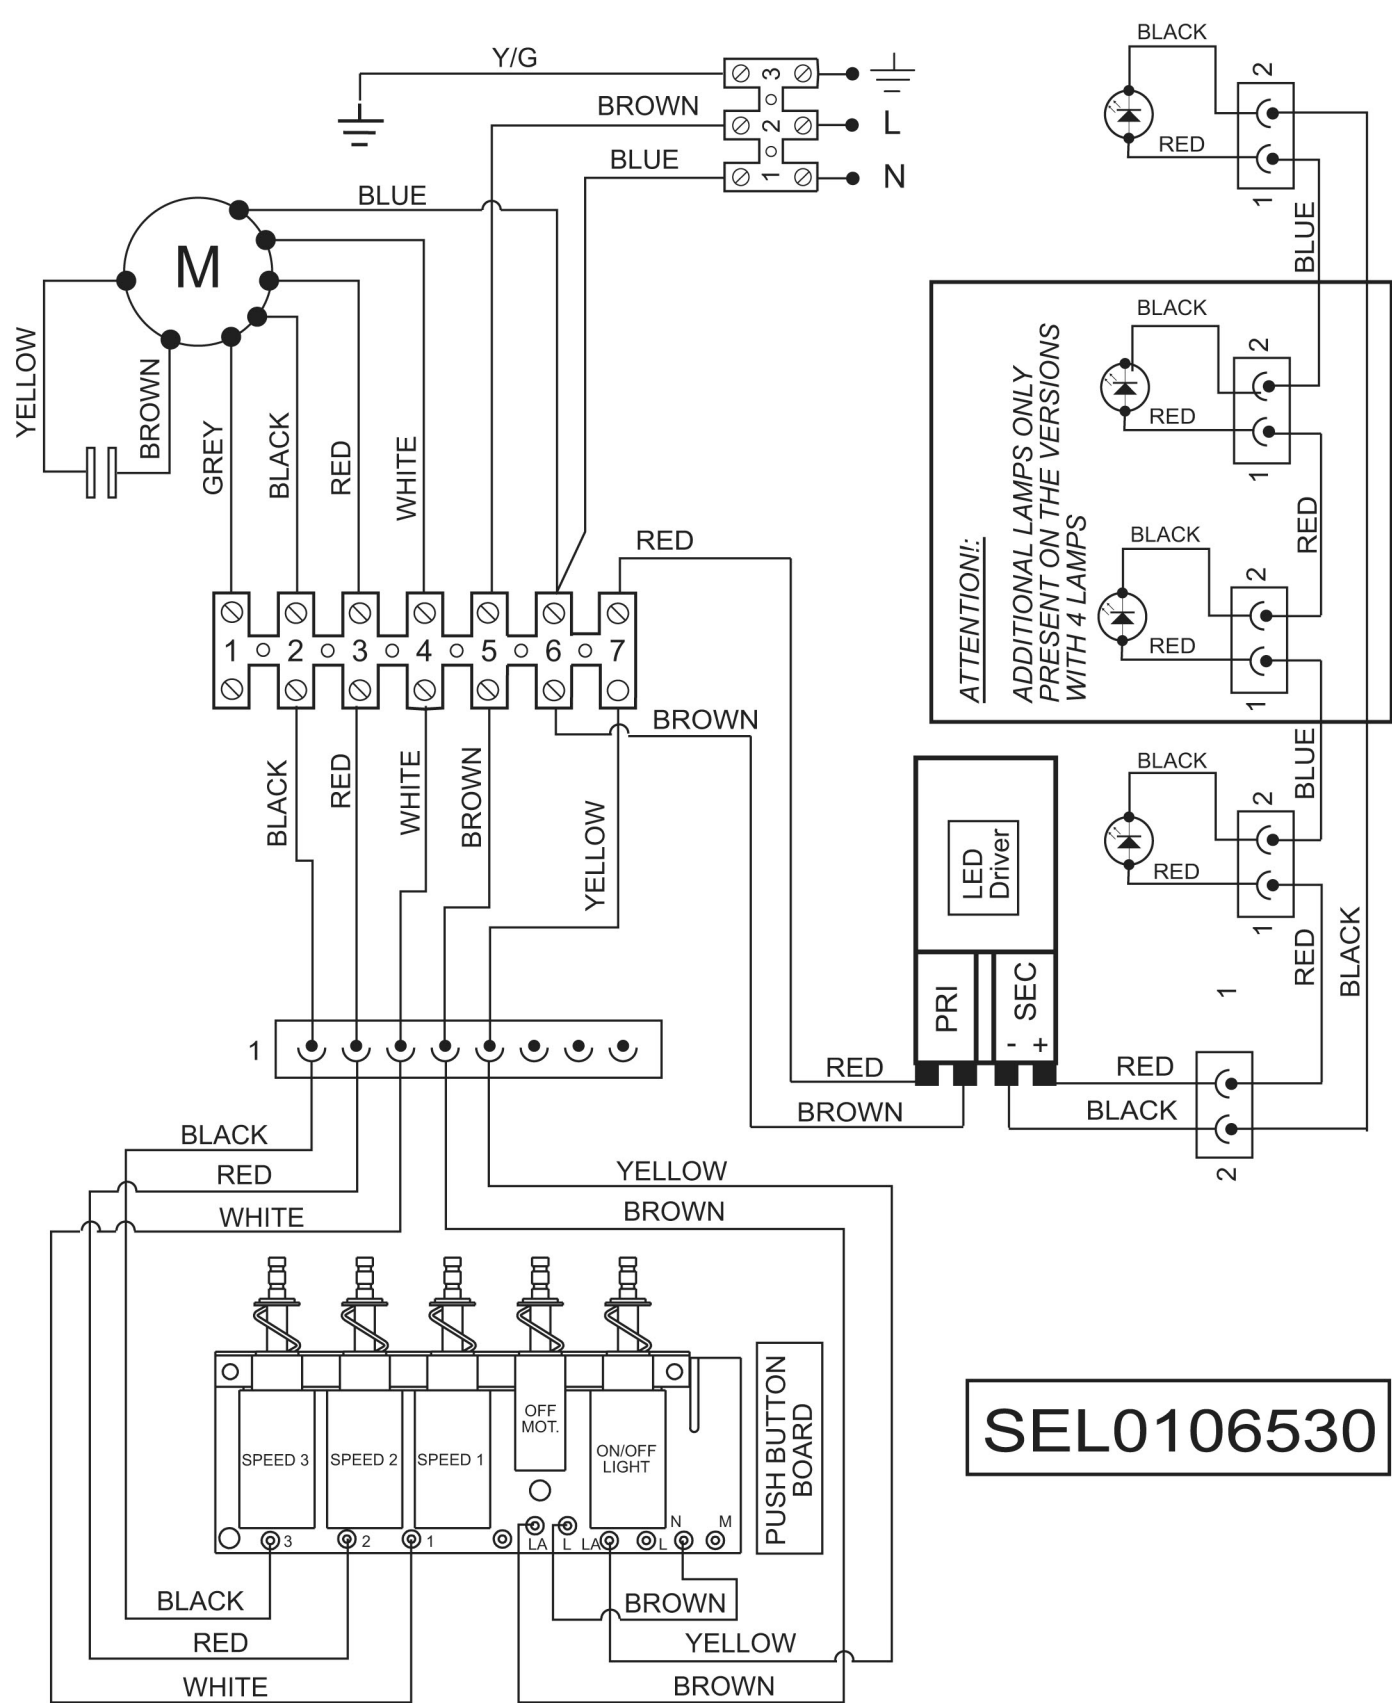 Y/G
3
BROWN
2
L
BLUE
1
N
BLUE
M
YELLOW
BROWN
GREY
BLACK
RED
WHITE
RED
1
2
3
4
5
6
7
BROWN
BLACK
RED
WHITE
BROWN
YELLOW
1
BLACK
RED
WHITE
YELLOW
BROWN
BLACK
2
RED
1
BLUE
ATTENTION!:
ADDITIONAL LAMPS ONLY
PRESENT ON THE VERSIONS
WITH 4 LAMPS
BLACK
2
RED
1
RED
BLACK
2
RED
1
BLUE
BLACK
2
RED
1
RED
BLACK
LED
Driver
PRI
SEC
- +
RED
BROWN
RED
BLACK
1
2
SPEED 3
SPEED 2
SPEED 1
OFF
MOT.
ON/OFF
LIGHT
3
2
1
LA
L
LA
L
N
M
PUSH BUTTON
BOARD
BLACK
RED
WHITE
BROWN
YELLOW
BROWN
SEL0106530